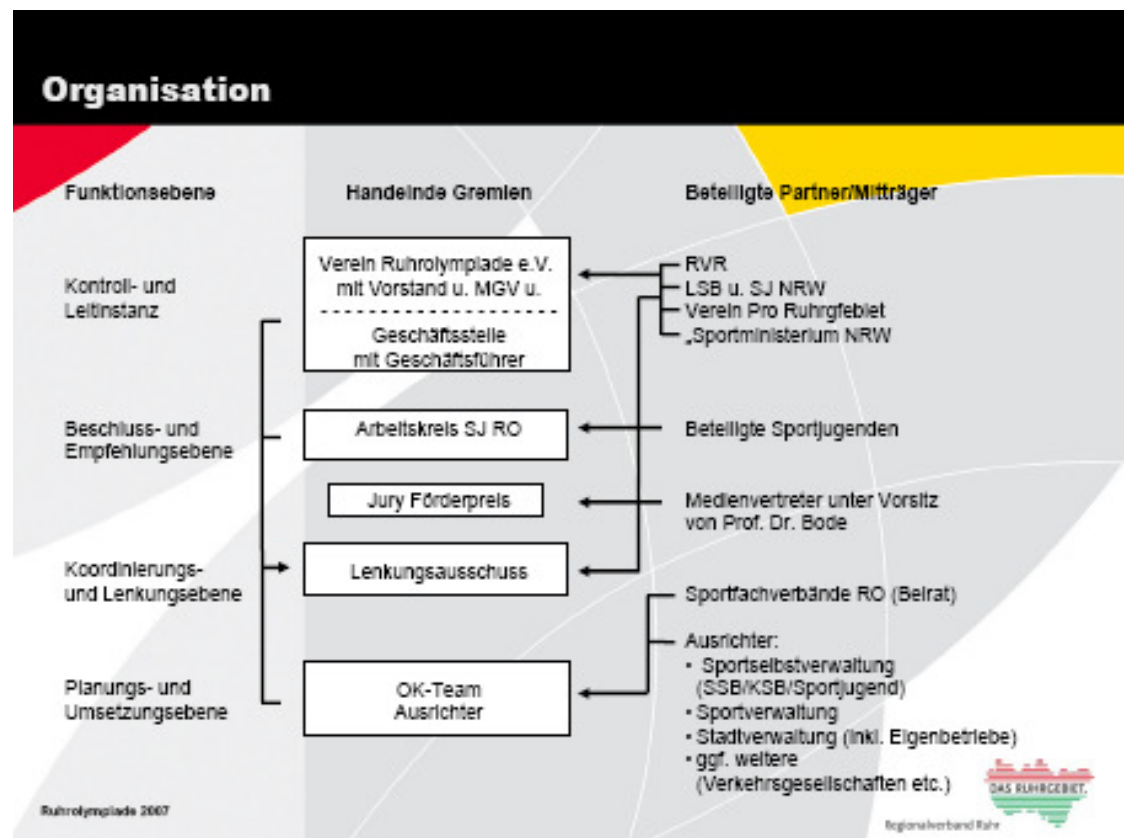 Organisation
Funktionsebene
Handelnde Gremien
Beteiligte Partner/Mitträger
Kontroll- und
Leitinstanz
Verein Ruhrolympiade e.V.
mit Vorstand u. MGV u.
Geschäftsstelle
mit Geschäftsführer
RVR
LSB u. SJ NRW
Verein Pro Ruhrgfebiet
„Sportministerium NRW
Beschluss- und
Empfehlungsebene
Arbeitskreis SJ RO
Beteiligte Sportjugenden
Jury Förderpreis
Medienvertreter unter Vorsitz
von Prof. Dr. Bode
Koordinierungs-
und Lenkungsebene
Lenkungsausschuss
Sportfachverbände RO (Beirat)
Planungs- und
Umsetzungsebene
OK-Team
Ausrichter
Ausrichter:
• Sportselbstverwaltung
(SSB/KSB/Sportjugend)
• Sportverwaltung
• Stadtverwaltung (inkl. Eigenbetriebe)
• ggf. weitere
(Verkehrsgesellschaften etc.)
Ruhrolympiade 2007
DAS RUHRGEBIET.
Regionalverband Ruhr